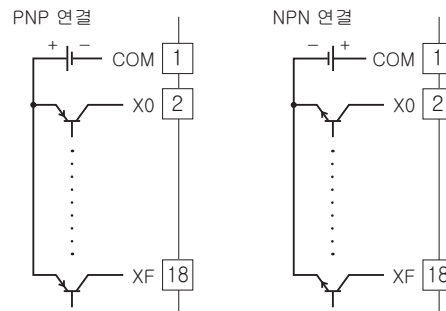 PNP 연결
+ − COM 1
X0 2
XF 18
NPN 연결
− + COM 1
X0 2
XF 18